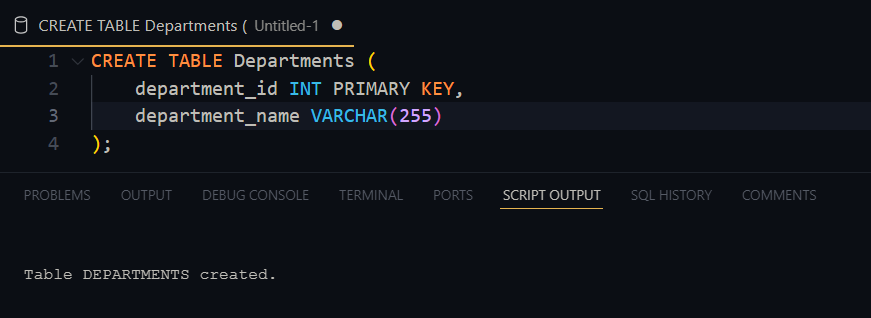 CREATE TABLE Departments ( Untitled-1
1 CREATE TABLE Departments (
2 department_id INT PRIMARY KEY,
3 department_name VARCHAR(255)
4 );
PROBLEMS OUTPUT DEBUG CONSOLE TERMINAL PORTS SCRIPT OUTPUT SQL HISTORY COMMENTS
Table DEPARTMENTS created.